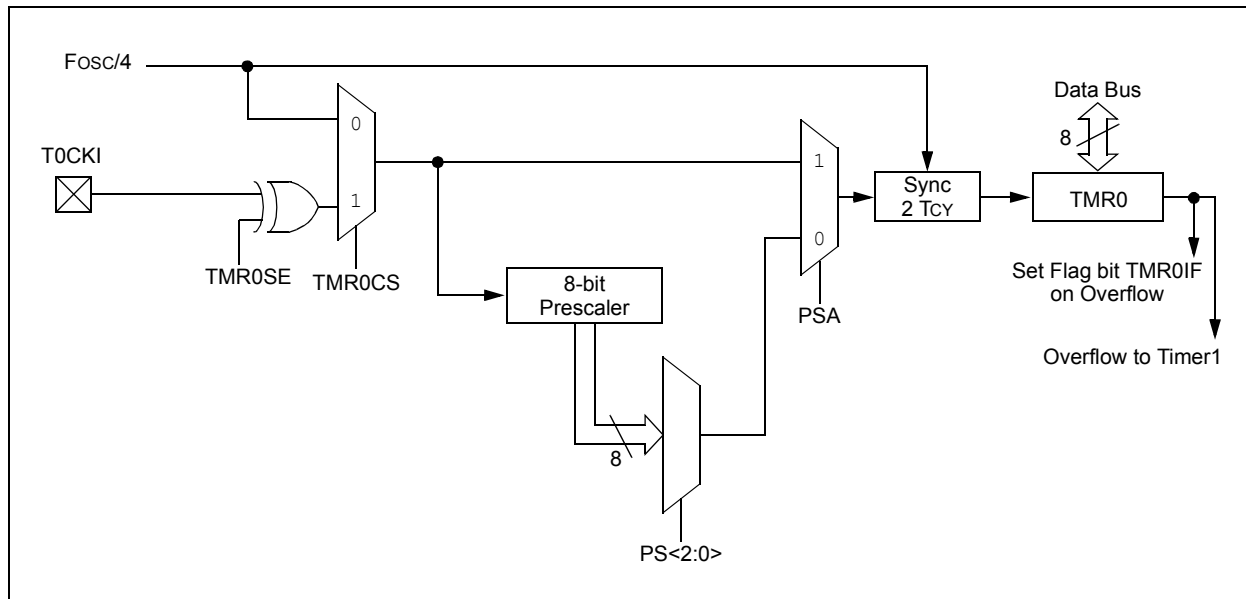 FOSC/4
Data Bus
8
T0CKI
0
1
1
0
Sync
2 TCY
TMR0
TMR0SE
TMR0CS
8-bit
Prescaler
PSA
Set Flag bit TMR0IF
on Overflow
Overflow to Timer1
8
PS<2:0>